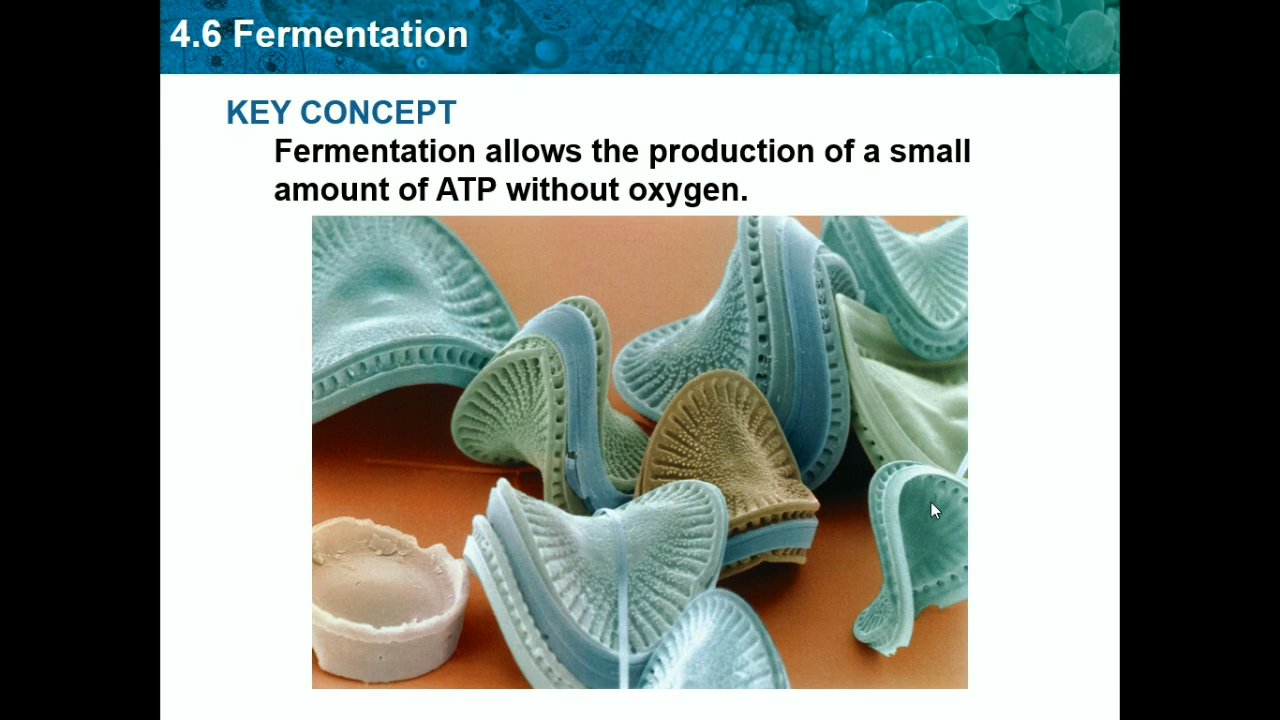 4.6 Fermentation
KEY CONCEPT
Fermentation allows the production of a small
amount of ATP without oxygen.